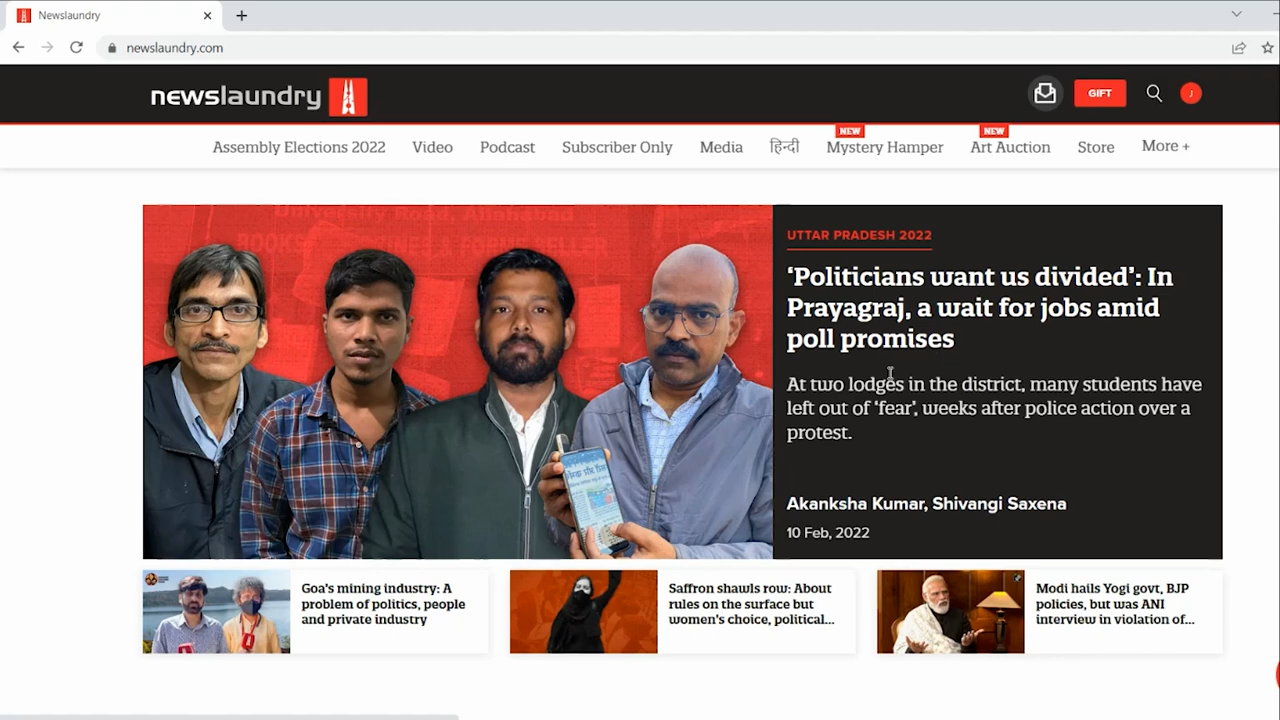 Newslaundry
newslaundry.com
newslaundry
GIFT
J
NEW
NEW
Assembly Elections 2022 Video Podcast Subscriber Only Media हिन्दी Mystery Hamper Art Auction Store More +
University Road, Allahabad
UTTAR PRADESH 2022
‘Politicians want us divided’: In
Prayagraj, a wait for jobs amid
poll promises
At two lodges in the district, many students have
left out of ‘fear’, weeks after police action over a
protest.
Akanksha Kumar, Shivangi Saxena
10 Feb, 2022
Goa's mining industry: A
problem of politics, people
and private industry
Saffron shawls row: About
rules on the surface but
women's choice, political...
Modi hails Yogi govt, BJP
policies, but was ANI
interview in violation of...